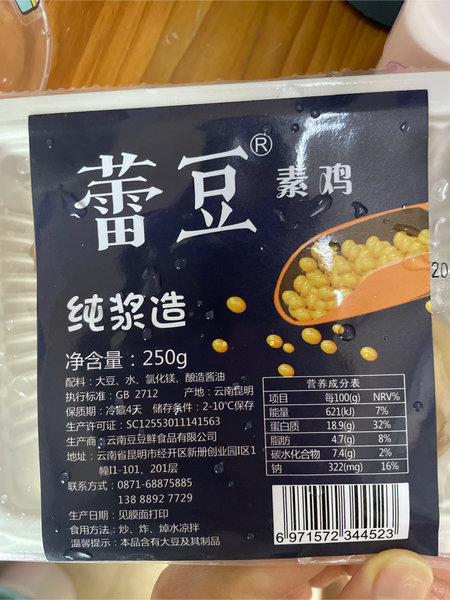 蕾豆®
素鸡
纯浆造
净含量：250g
配料：大豆、水、氯化镁、酿造酱油
执行标准：GB 2712 产地：云南昆明
保质期：冷藏4天 储存条件：2-10℃保存
生产许可证：SC12553011141563
生产商：云南豆豆鲜食品有限公司
地址：云南省昆明市经开区新册创业园I区1
幢I1-101、201层
联系方式：0871-68875885
138 8892 7729
生产日期：见膜面打印
食用方法：炒、炸、焯水凉拌
温馨提示：本品含有大豆及其制品
营养成分表
项目 每100(g) NRV%
能量 621(kJ) 7%
蛋白质 18.9(g) 32%
脂肪 4.7(g) 8%
碳水化合物 7.4(g) 2%
钠 322(mg) 16%
6 971572 344523
20